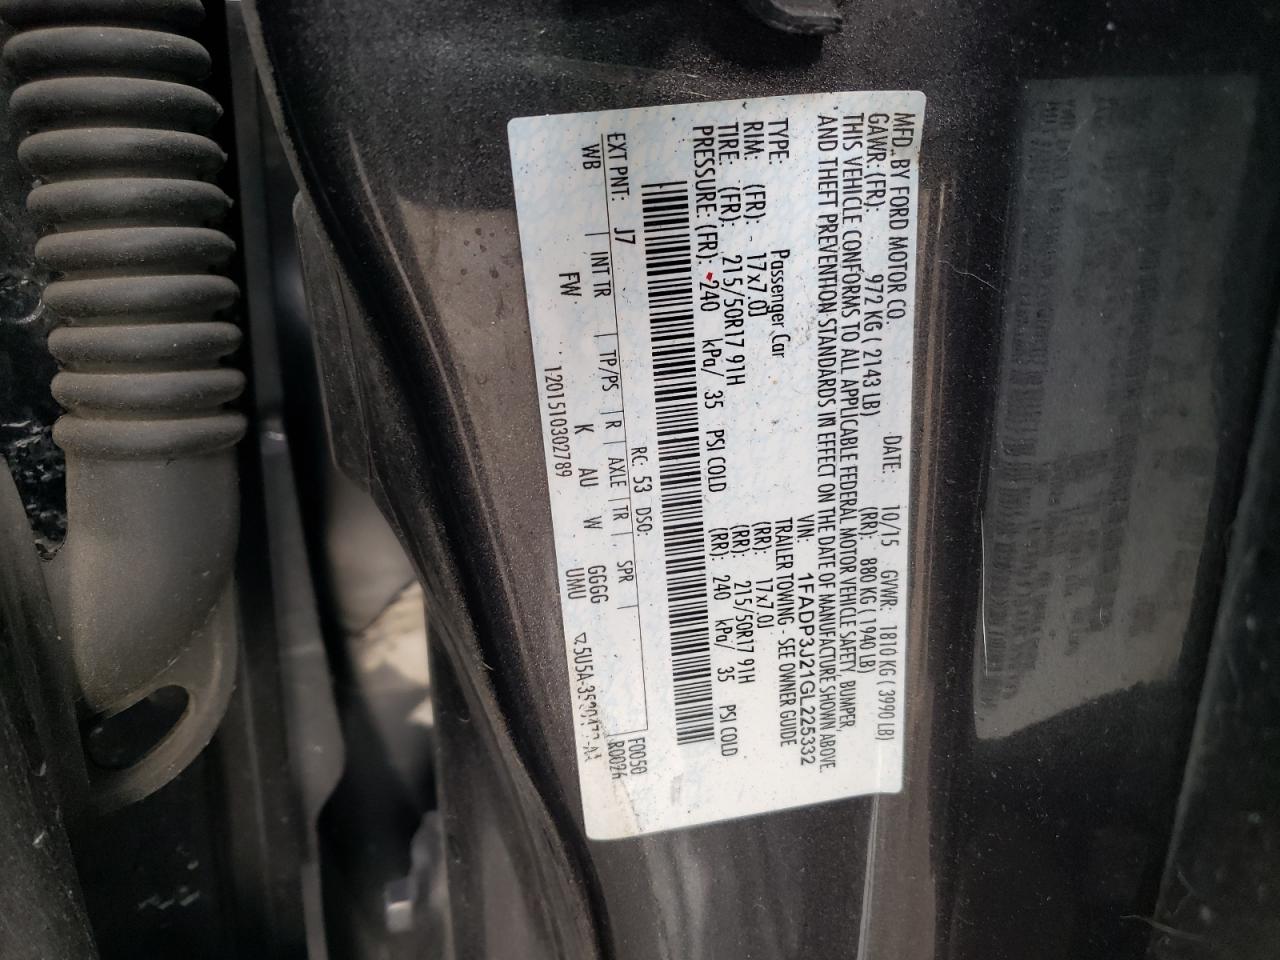 MFD. BY FORD MOTOR CO.
DATE: 10/15 GVWR: 1810 KG ( 3990 LB)
GAWR: (FR): 972 KG ( 2143 LB) (RR): 880 KG ( 1940 LB)
THIS VEHICLE CONFORMS TO ALL APPLICABLE FEDERAL MOTOR VEHICLE SAFETY, BUMPER,
AND THEFT PREVENTION STANDARDS IN EFFECT ON THE DATE OF MANUFACTURE SHOWN ABOVE.
VIN: 1FADP3J21GL225332
TYPE: Passenger Car TRAILER TOWING - SEE OWNER GUIDE
RIM: (FR): 17x7.0J (RR): 17x7.0J
TIRE: (FR): 215/50R17 91H (RR): 215/50R17 91H
PRESSURE: (FR): 240 kPa/ 35 PSI COLD (RR): 240 kPa/ 35 PSI COLD
F0050
R0026
EXT PNT: J7 RC: 53 DSO:
WB INT TR TP/PS R AXLE TR SPR
FW K AU W GGGG
1201510302789 UMU